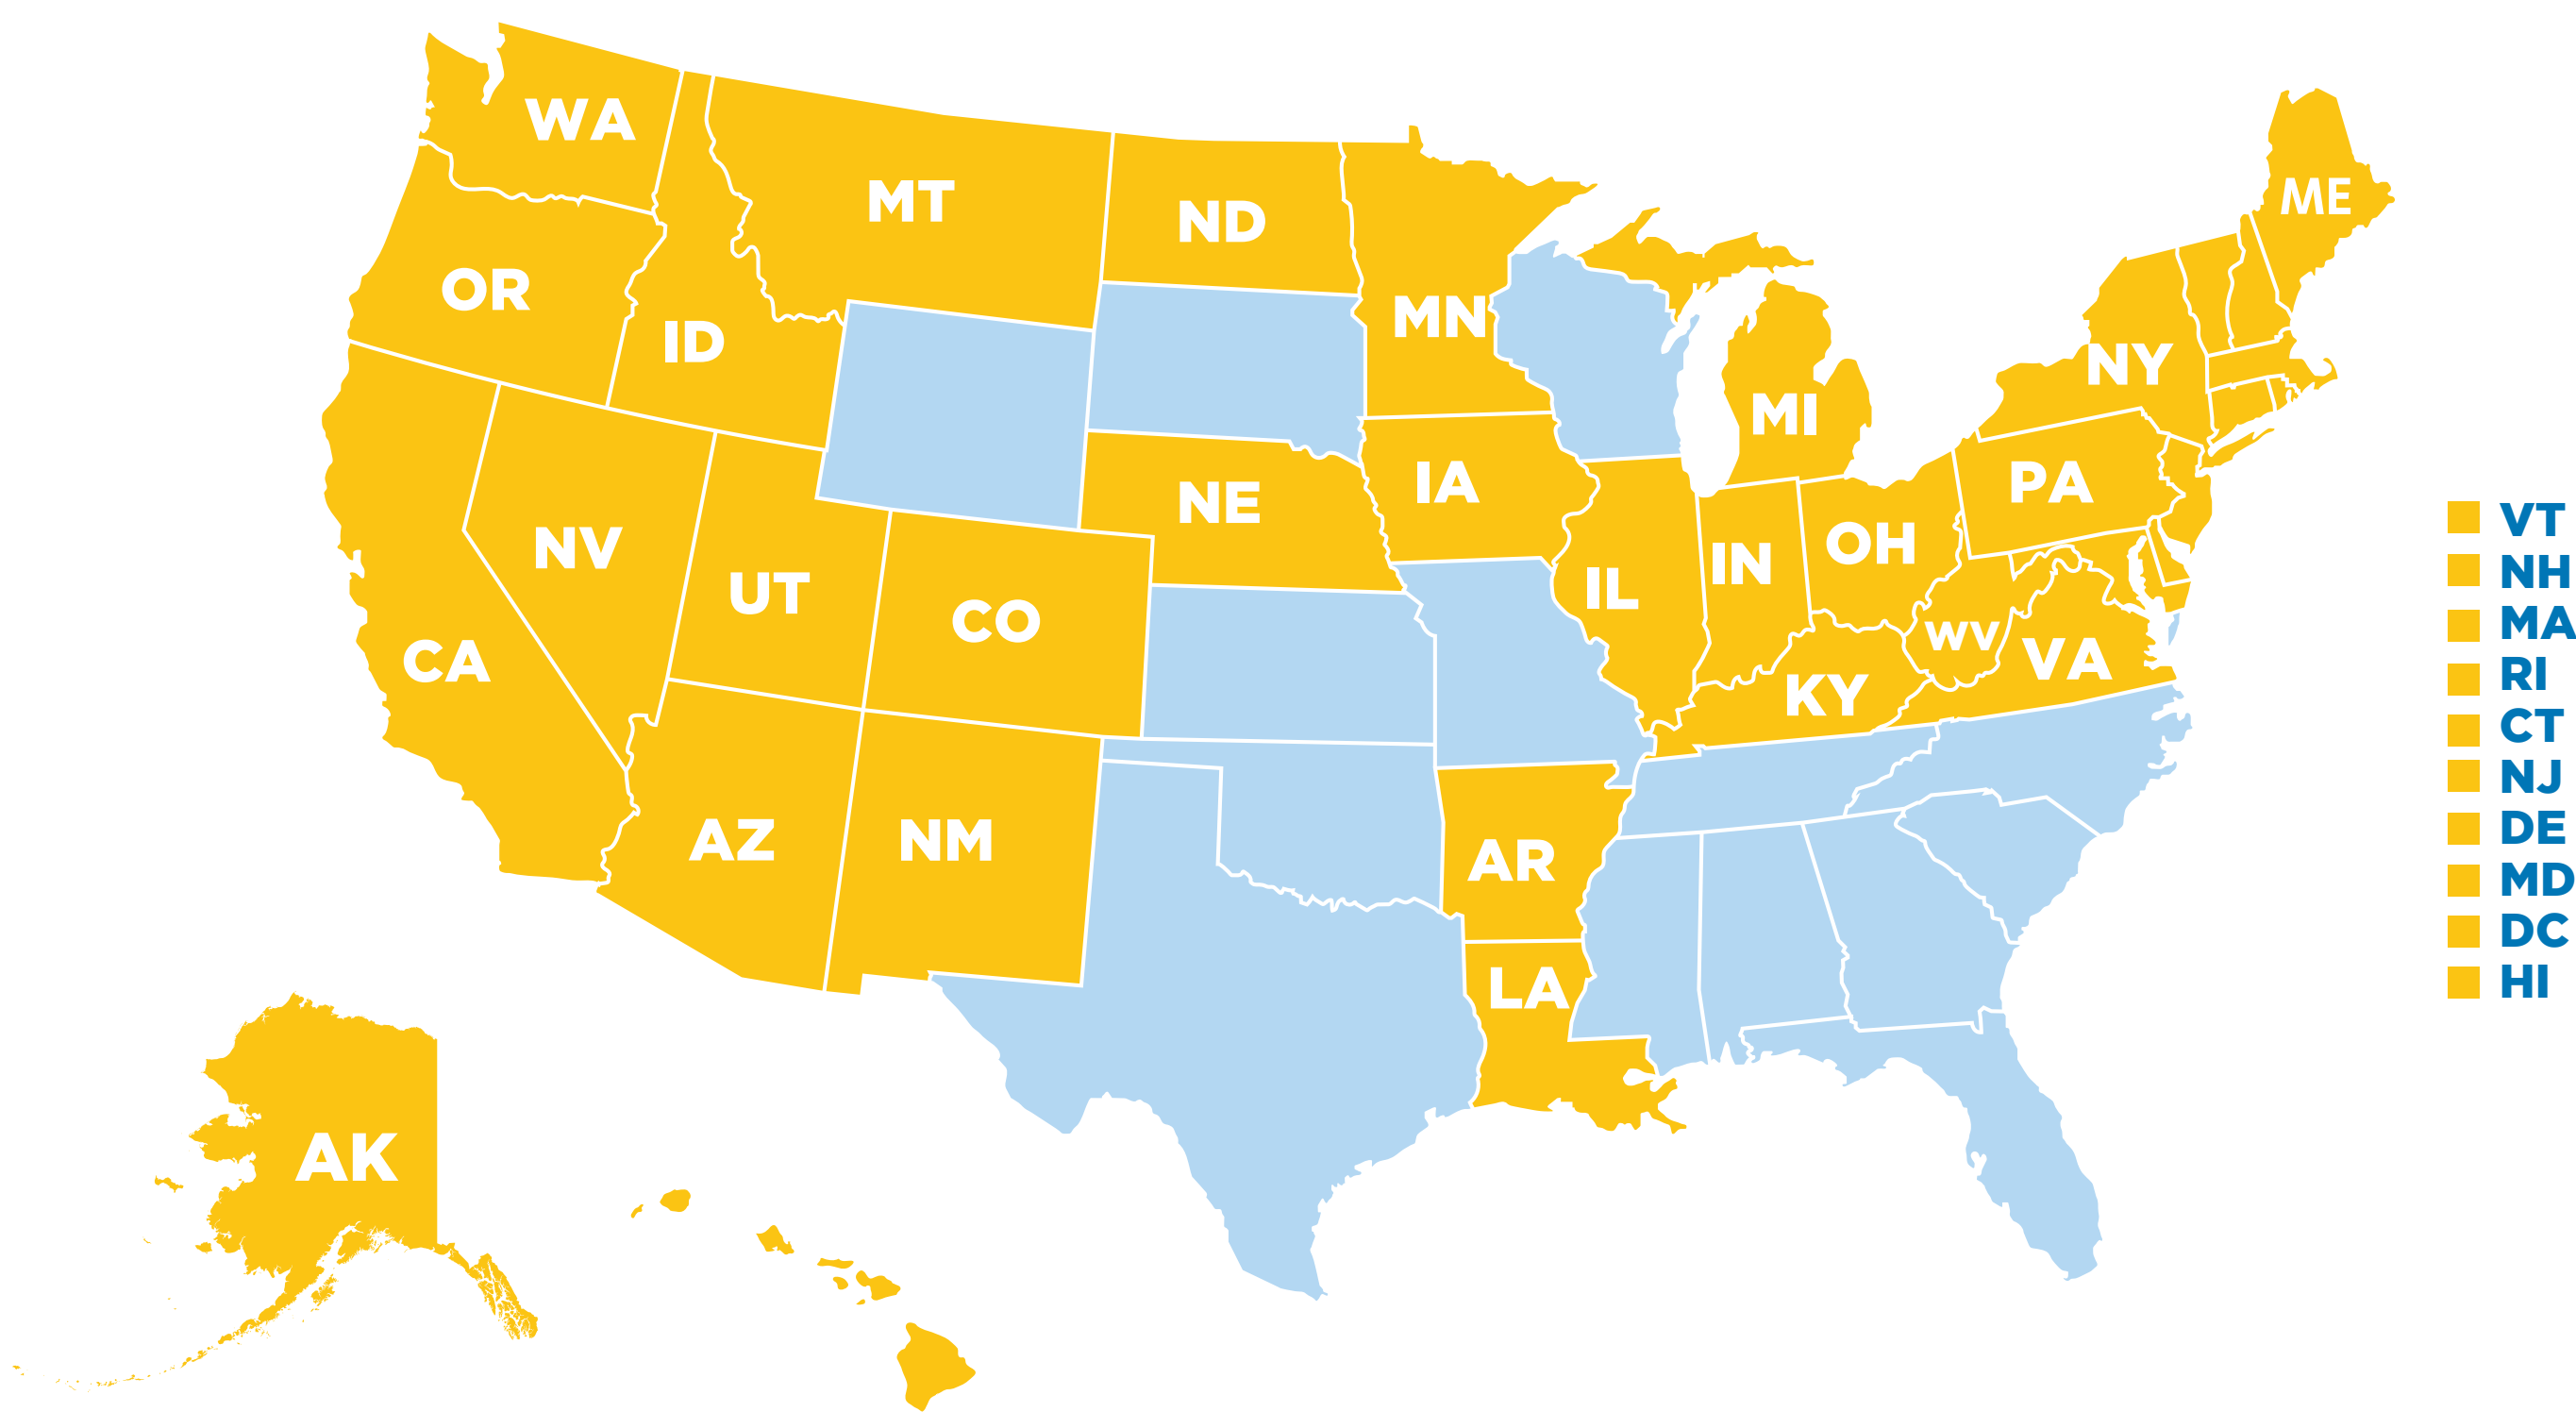 WA
MT
ND
ME
OR
MN
ID
NY
MI
IA
PA
NE
NV
OH
IN
UT
IL
CO
WV
VA
CA
KY
AZ
NM
AR
LA
AK
VT
NH
MA
RI
CT
NJ
DE
MD
DC
HI